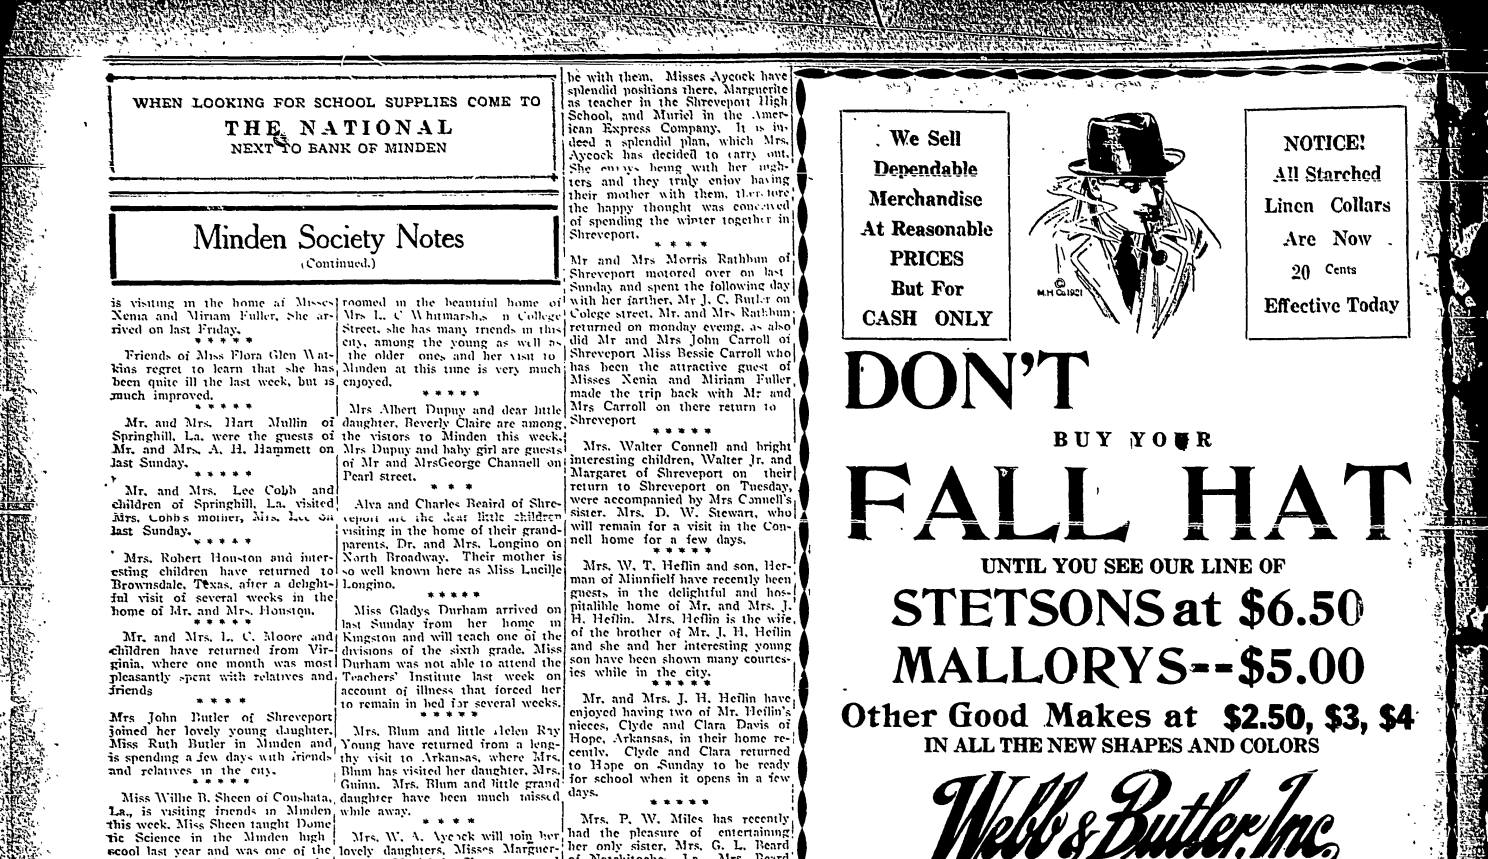 WHEN LOOKING FOR SCHOOL SUPPLIES COME TO
THE NATIONAL
NEXT TO BANK OF MINDEN
Minden Society Notes
(Continued.)
is visiting in the home af Misses
Xenia and Miriam Fuller. She ar-
rived on last Friday.
* * * * *
Friends of Miss Flora Glen Wat-
kins regret to learn that she has
been quite ill the last week, but is
much improved.
* * * * *
Mr. and Mrs. Hart Mullin of
Springhill, La. were the guests of
Mr. and Mrs. A. H. Hammett on
last Sunday.
* * * * *
Mr. and Mrs. Lee Cobb and
children of Springhill, La. visited
Mrs. Cobb's mother, Mrs. Lee on
last Sunday.
* * * * *
Mrs. Robert Houston and inter-
esting children have returned to
Brownsdale, Texas, after a delight-
ful visit of several weeks in the
home of Mr. and Mrs. Houston.
* * * * *
Mr. and Mrs. L. C. Moore and
children have returned from Vir-
ginia, where one month was most
pleasantly spent with relatives and
friends
* * * *
Mrs John Butler of Shreveport
joined her lovely young daughter,
Miss Ruth Butler in Minden and
is spending a few days with friends
and relatives in the city.
* * * * *
Miss Willie B. Sheen of Coushata,
La., is visiting friends in Minden
this week. Miss Sheen taught Dome
tic Science in the Minden high
scool last year and was one of the
roomed in the beautiful home of
Mrs L. C Whitmarsh, n College
Street, she has many friends in this
city, among the young as well as
the older ones and her visit to
Minden at this time is very much
enjoyed.
* * * * *
Mrs Albert Dupuy and dear little
daughter, Beverly Claire are among
the vistors to Minden this week.
Mrs Dupuy and baby girl are guests
of Mr and MrsGeorge Channell on
Pearl street.
* * *
Alva and Charles Beaird of Shre-
veport are the dear little children
visiting in the home of their grand-
parents, Dr. and Mrs. Longino on
North Broadway. Their mother is
so well known here as Miss Lucille
Longino.
* * * * *
Miss Gladys Durham arrived on
last Sunday from her home in
Kingston and will teach one of the
divisions of the sixth grade. Miss
Durham was not able to attend the
Teachers' Institute last week on
account of illness that forced her
to remain in bed for several weeks.
* * * * *
Mrs. Blum and little Helen Ray
Young have returned from a leng-
thy visit to Arkansas, where Mrs.
Blum has visited her daughter, Mrs.
Guinn. Mrs. Blum and little grand
daughter have been much missed
while away.
* * * *
Mrs. W. A. Aycock will join her
lovely daughters, Misses Marguer-
be with them. Misses Aycock have
splendid positions there, Marguerite
as teacher in the Shreveport High
School, and Muriel in the Amer-
ican Express Company. It is in-
deed a splendid plan, which Mrs.
Aycock has decided to carry out.
She enjoys being with her ugh-
ters and they truly enjoy having
their mother with them, therefore
the happy thought was conceived
of spending the winter together in
Shreveport.
* * * *
Mr and Mrs Morris Rathbun of
Shreveport motored over on last
Sunday and spent the following day
with her farther, Mr J. C. Butler on
Colege street. Mr. and Mrs Rathbun
returned on monday eveing, as also
did Mr and Mrs John Carroll of
Shreveport Miss Bessie Carroll who
has been the attractive guest of
Misses Xenia and Miriam Fuller
made the trip back with Mr and
Mrs Carroll on there return to
Shreveport
* * * * *
Mrs. Walter Connell and bright
interesting children, Walter Jr. and
Margaret of Shreveport on their
return to Shreveport on Tuesday,
were accompanied by Mrs Connell's
sister. Mrs. D. W. Stewart, who
will remain for a visit in the Con-
nell home for a few days.
* * * * *
Mrs. W. T. Heflin and son, Her-
man of Minnfielf have recently been
guests in the delightful and hos-
pitalible home of Mr. and Mrs. J.
H. Heflin. Mrs. Heflin is the wife
of the brother of Mr. J. H. Heflin
and she and her interesting young
son have been shown many courtes-
ies while in the city.
* * * * *
Mr. and Mrs. J. H. Heflin have
enjoyed having two of Mr. Heflin's
nieces, Clyde and Clara Davis of
Hope, Arkansas, in their home re-
cently. Clyde and Clara returned
to Hope on Sunday to be ready
for school when it opens in a few
days.
* * * * *
Mrs. P. W. Miles has recently
had the pleasure of entertaining
her only sister, Mrs. G. L. Beard
of Natchitoches, La. Mrs. Beard
We Sell
Dependable
Merchandise
At Reasonable
PRICES
But For
CASH ONLY
© M.H Co 1921
NOTICE!
All Starched
Linen Collars
Are Now
20 Cents
Effective Today
DON'T
BUY YOUR
FALL HAT
UNTIL YOU SEE OUR LINE OF
STETSONS at $6.50
MALLORYS--$5.00
Other Good Makes at $2.50, $3, $4
IN ALL THE NEW SHAPES AND COLORS
Webb & Butler, Inc.